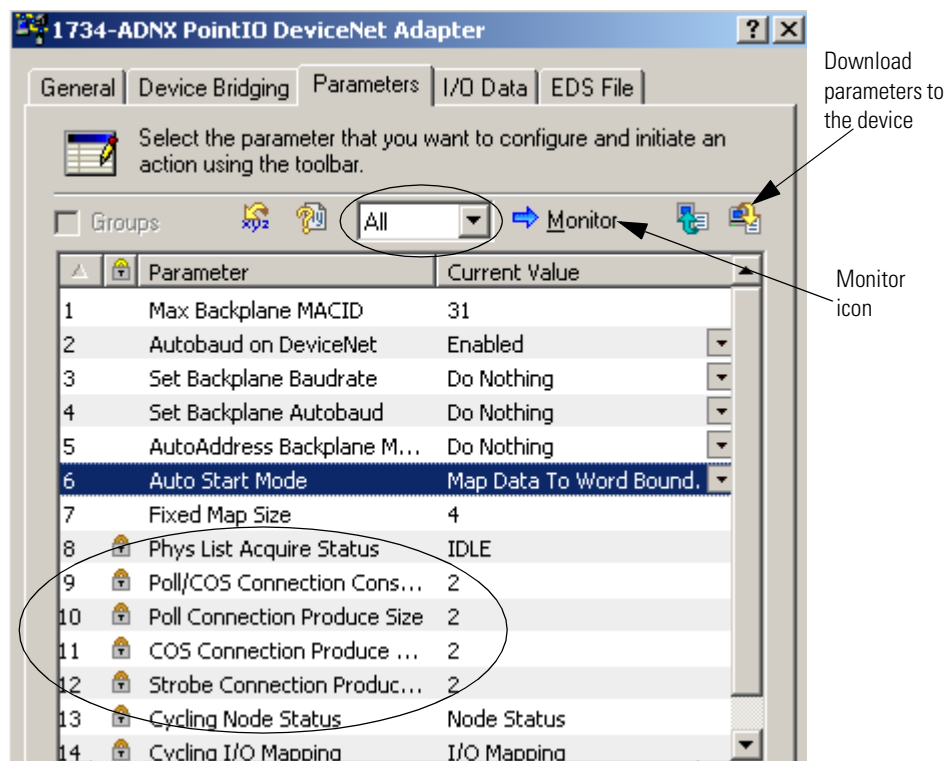 1734-ADNX PointIO DeviceNet Adapter
General Device Bridging Parameters I/O Data EDS File
Select the parameter that you want to configure and initiate an
action using the toolbar.
Groups xyz All Monitor
Parameter Current Value
1 Max Backplane MACID 31
2 Autobaud on DeviceNet Enabled
3 Set Backplane Baudrate Do Nothing
4 Set Backplane Autobaud Do Nothing
5 AutoAddress Backplane M... Do Nothing
6 Auto Start Mode Map Data To Word Bound.
7 Fixed Map Size 4
8 Phys List Acquire Status IDLE
9 Poll/COS Connection Cons... 2
10 Poll Connection Produce Size 2
11 COS Connection Produce ... 2
12 Strobe Connection Produc... 2
13 Cycling Node Status Node Status
14 Cycling I/O Mapping I/O Mapping
Download
parameters to
the device
Monitor
icon